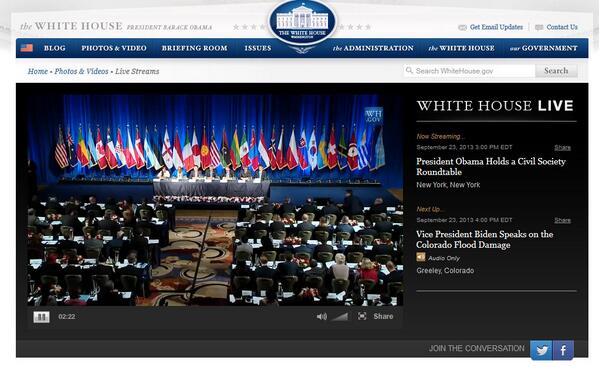 the WHITE HOUSE PRESIDENT BARACK OBAMA
THE WHITE HOUSE
WASHINGTON
Get Email Updates
Contact Us
BLOG PHOTOS & VIDEO BRIEFING ROOM ISSUES the ADMINISTRATION the WHITE HOUSE our GOVERNMENT
Home • Photos & Videos • Live Streams
Search WhiteHouse.gov
Search
WH
.GOV
02:22
Share
WHITE HOUSE LIVE
Now Streaming...
September 23, 2013 3:00 PM EDT Share
President Obama Holds a Civil Society
Roundtable
New York, New York
Next Up...
September 23, 2013 4:00 PM EDT Share
Vice President Biden Speaks on the
Colorado Flood Damage
Audio Only
Greeley, Colorado
JOIN THE CONVERSATION